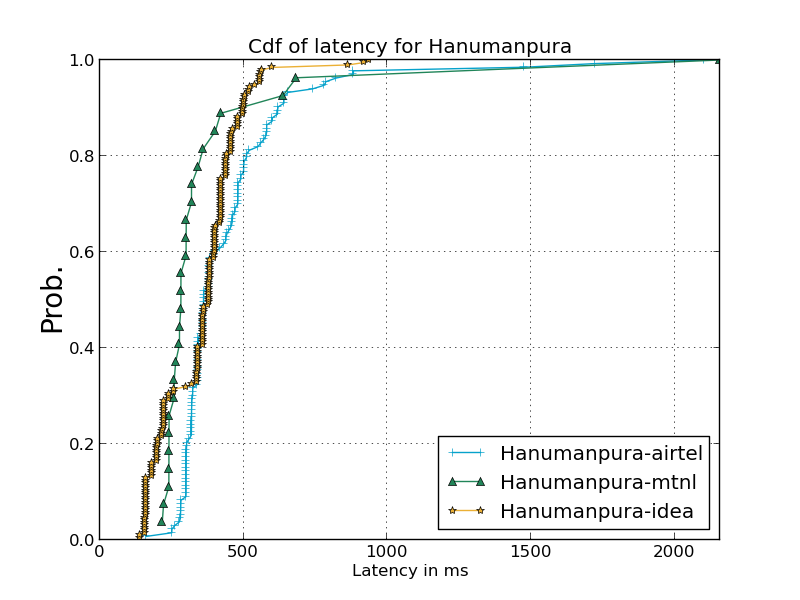 Cdf of latency for Hanumanpura
1.0
0.8
0.6
0.4
0.2
0.0
Prob.
Hanumanpura-airtel
Hanumanpura-mtnl
Hanumanpura-idea
0 500 1000 1500 2000
Latency in ms